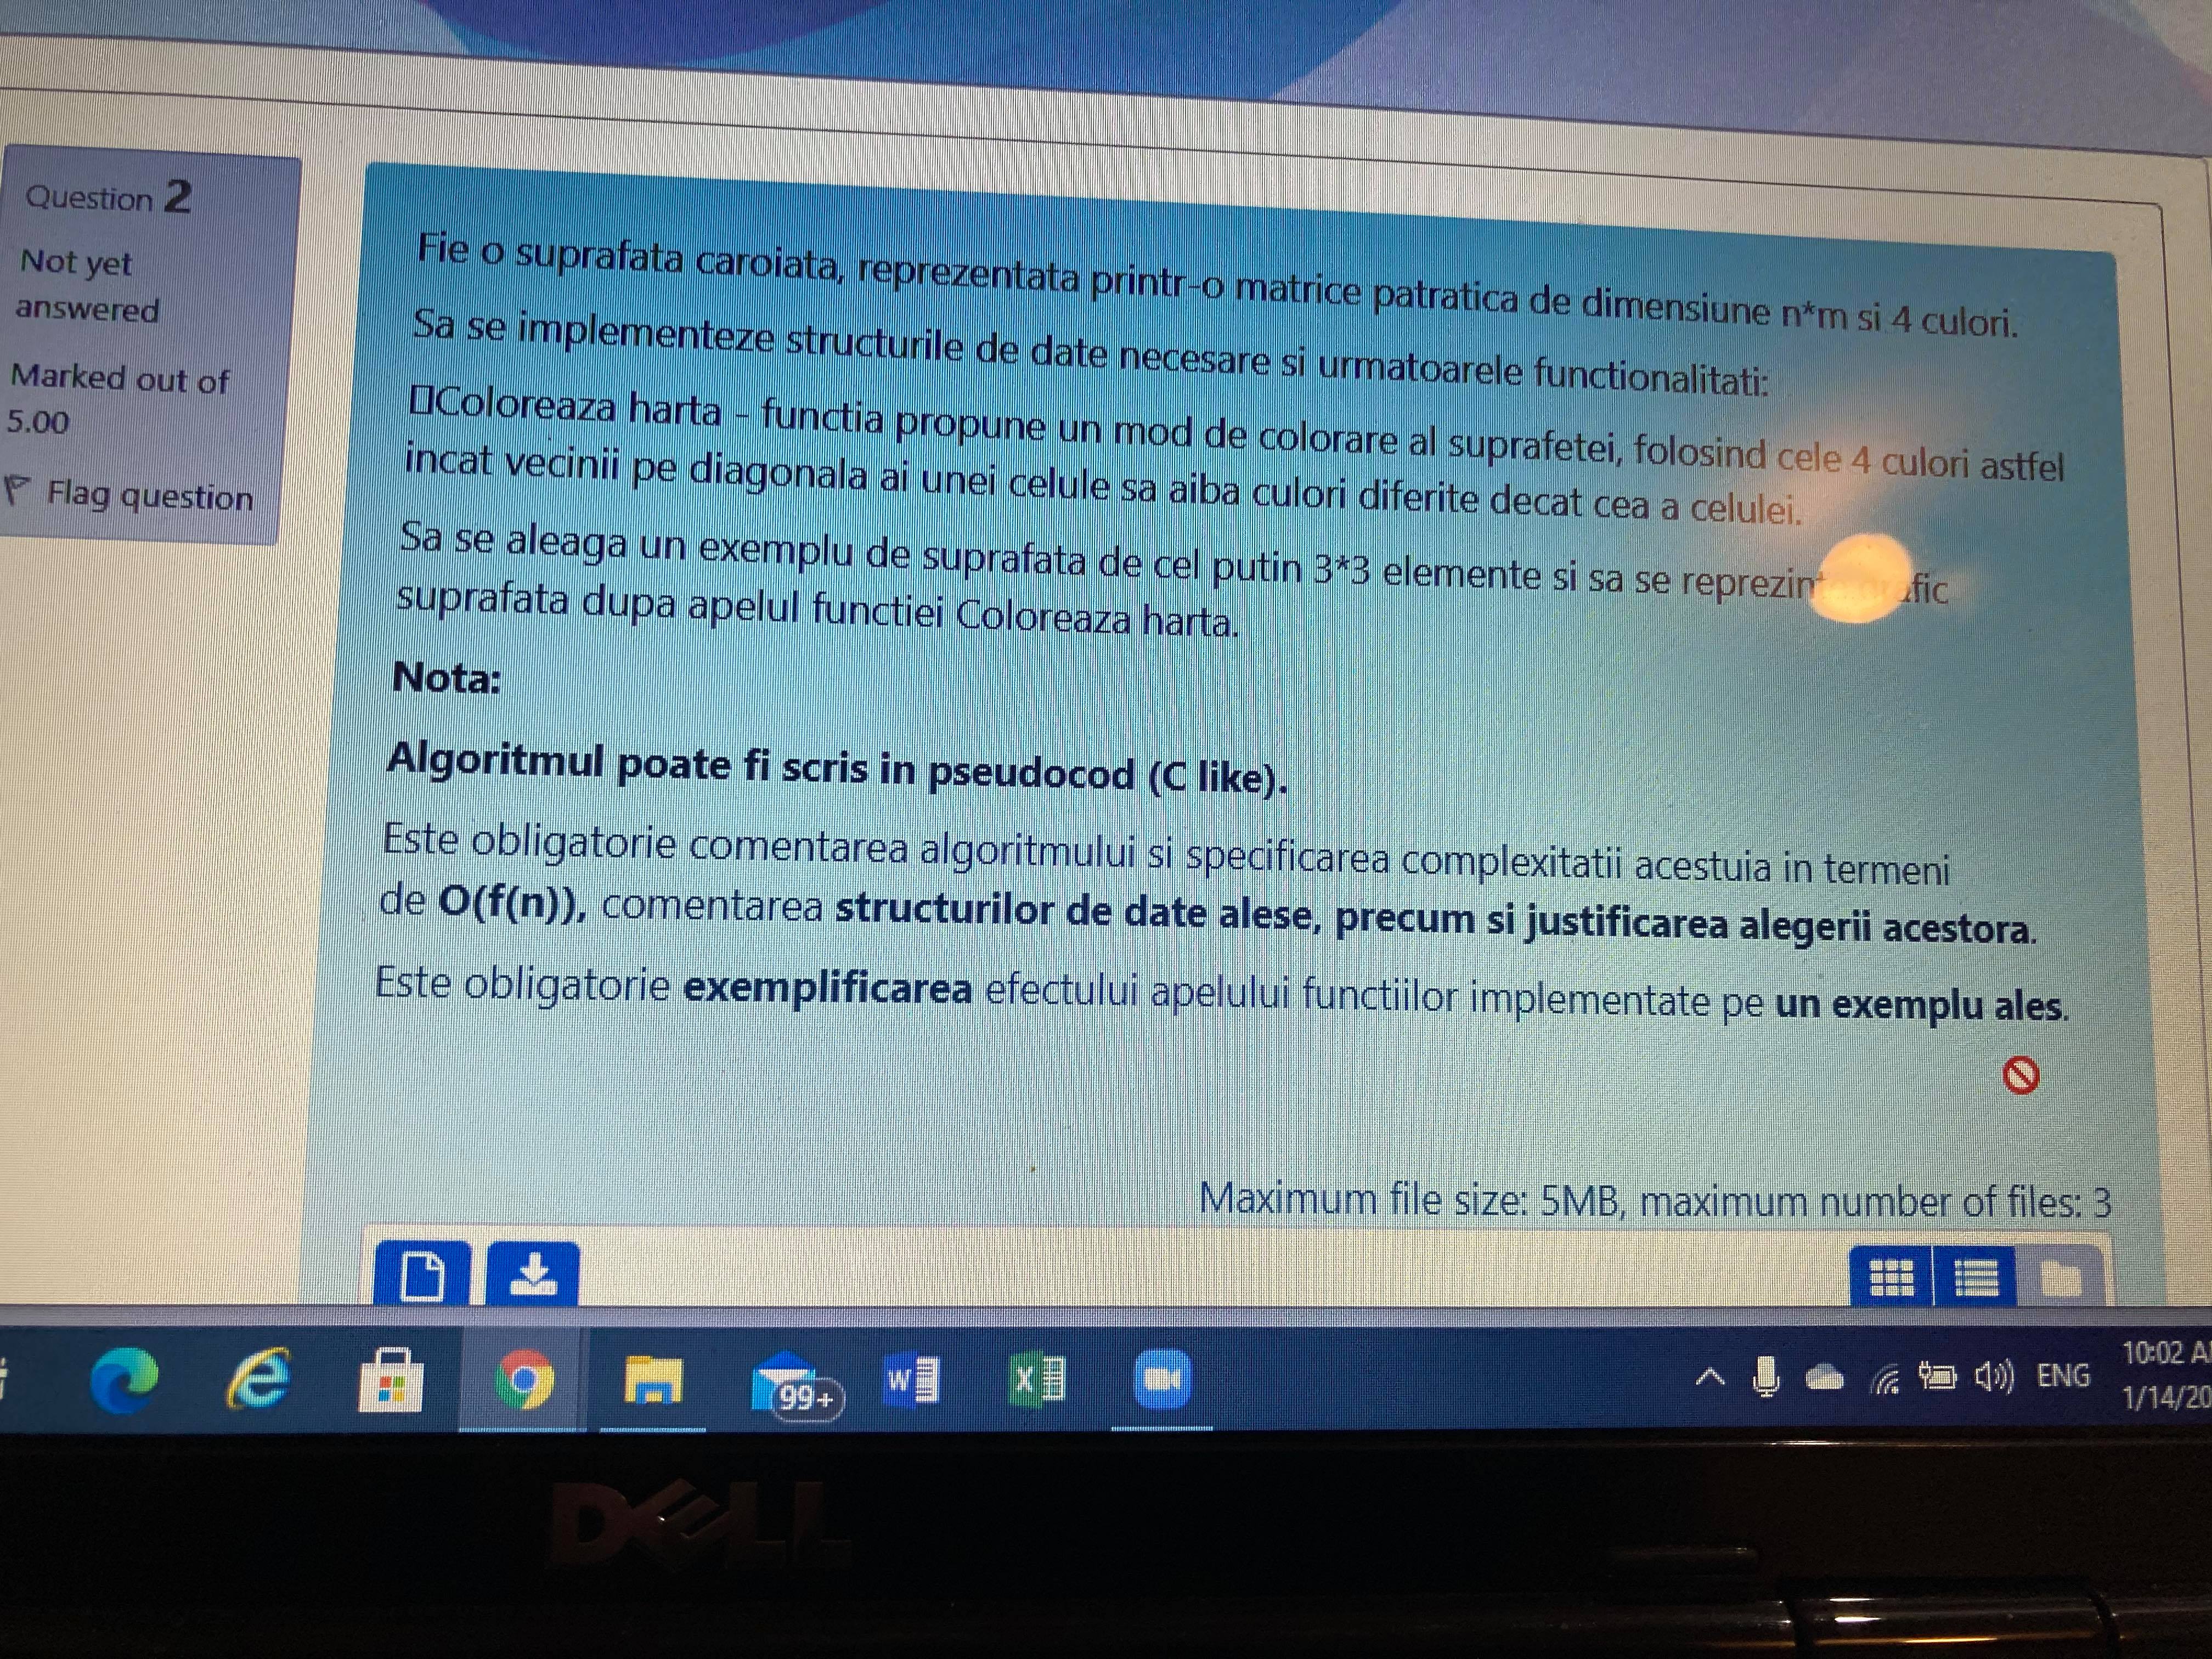 Question 2
Not yet
answered
Marked out of
5.00
Flag question
Fie o suprafata caroiata, reprezentata printr-o matrice patratica de dimensiune n*m si 4 culori.
Sa se implementeze structurile de date necesare si urmatoarele functionalitati:
Coloreaza harta - functia propune un mod de colorare al suprafetei, folosind cele 4 culori astfel
incat vecinii pe diagonala ai unei celule sa aiba culori diferite decat cea a celulei.
Sa se aleaga un exemplu de suprafata de cel putin 3*3 elemente si sa se
suprafata dupa apelul functiei Coloreaza harta.
Nota:
Algoritmul poate fi scris in pseudocod (C like).
Este obligatorie comentarea algoritmului si specificarea complexitatii acestuia in termeni
de O(f(n)), comentarea structurilor de date alese, precum si justificarea alegerii acestora.
Este obligatorie exemplificarea efectului apelului functiilor implementate pe un exemplu ales.
Maximum file size: 5MB, maximum number of files: 3
99+
W
X
ENG
10:02 A
1/14/20
DELL